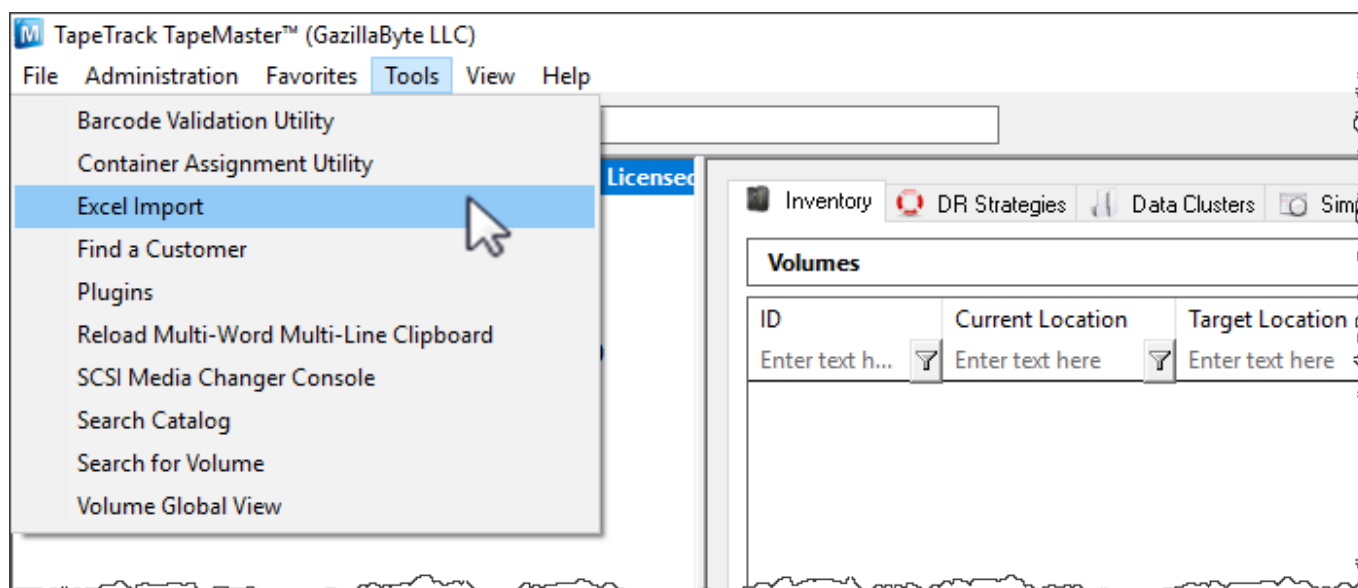 TapeTrack TapeMaster™ (GazillaByte LLC)
File Administration Favorites Tools View Help
Barcode Validation Utility
Container Assignment Utility
Excel Import
Find a Customer
Plugins
Reload Multi-Word Multi-Line Clipboard
SCSI Media Changer Console
Search Catalog
Search for Volume
Volume Global View
Licensed
Inventory DR Strategies Data Clusters
Volumes
ID Current Location Target Location
Enter text h... Enter text here Enter text here